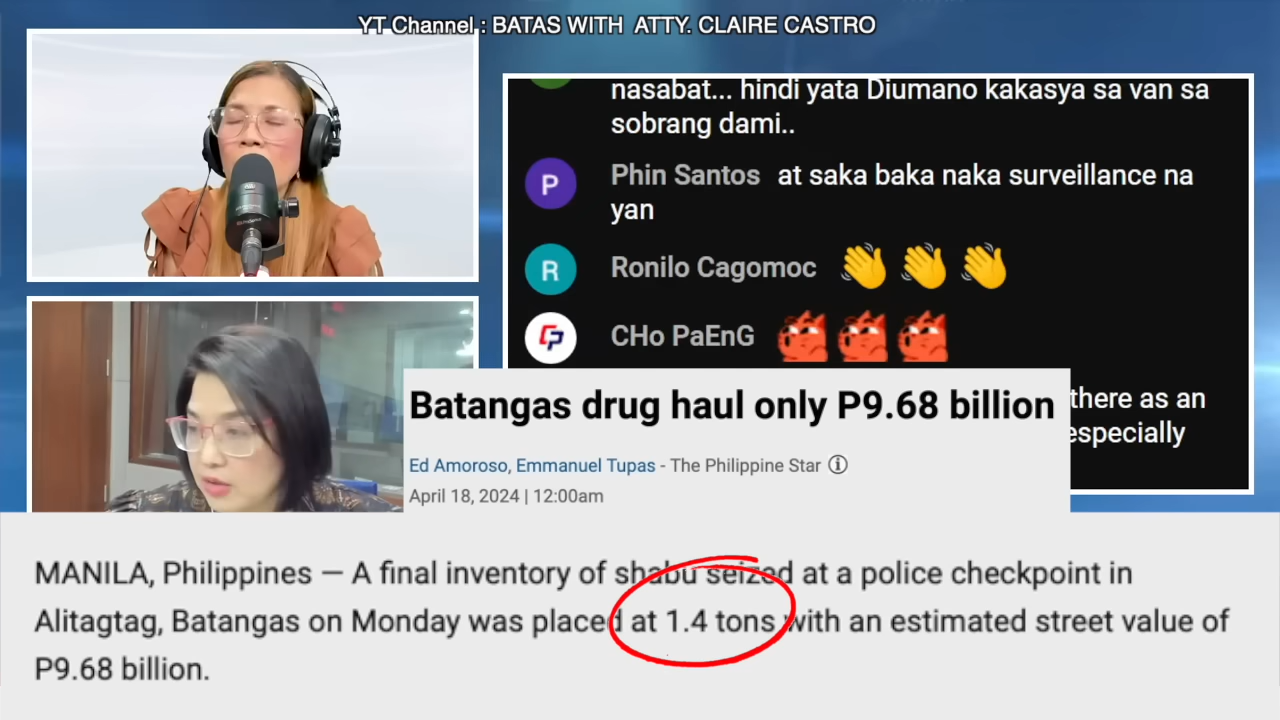 YT Channel : BATAS WITH ATTY. CLAIRE CASTRO
nasabat... hindi yata Diumano kakasya sa van sa
sobrang dami..
P Phin Santos at saka baka naka surveillance na
yan
R Ronilo Cagomoc 👋👋👋
CHo PaEnG
there as an
especially
Batangas drug haul only P9.68 billion
Ed Amoroso, Emmanuel Tupas - The Philippine Star ⓘ
April 18, 2024 | 12:00am
MANILA, Philippines — A final inventory of shabu seized at a police checkpoint in
Alitagtag, Batangas on Monday was placed at 1.4 tons with an estimated street value of
P9.68 billion.